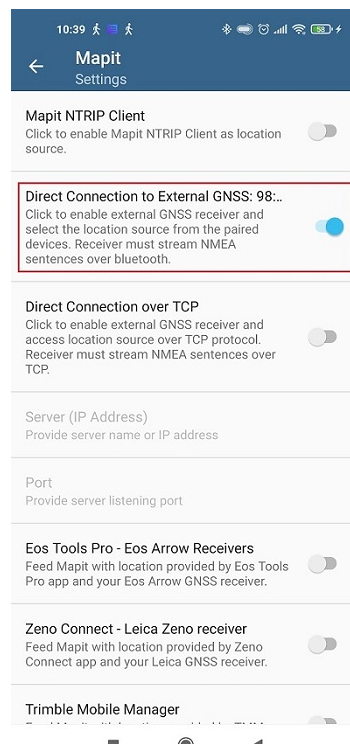 10:39
58
Mapit
Settings
Mapit NTRIP Client
Click to enable Mapit NTRIP Client as location
source.
Direct Connection to External GNSS: 98:..
Click to enable external GNSS receiver and
select the location source from the paired
devices. Receiver must stream NMEA
sentences over bluetooth.
Direct Connection over TCP
Click to enable external GNSS receiver and
access location source over TCP protocol.
Receiver must stream NMEA sentences over
TCP.
Server (IP Address)
Provide server name or IP address
Port
Provide server listening port
Eos Tools Pro - Eos Arrow Receivers
Feed Mapit with location provided by Eos Tools
Pro app and your Eos Arrow GNSS receiver.
Zeno Connect - Leica Zeno receiver
Feed Mapit with location provided by Zeno
Connect app and your Leica GNSS receiver.
Trimble Mobile Manager